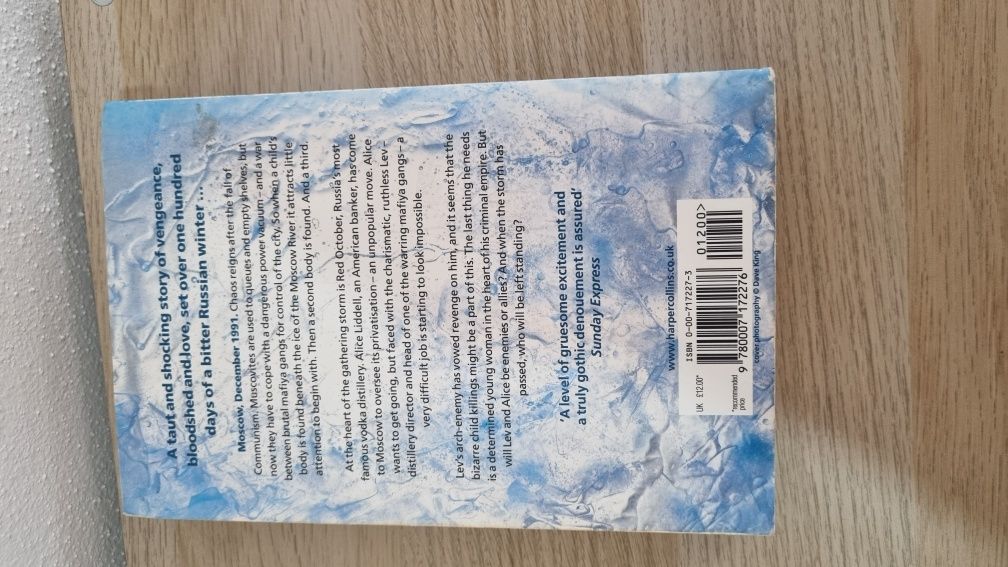 A taut and shocking story of vengeance,
bloodshed and love, set over one hundred
days of a bitter Russian winter ...
Moscow, December 1991. Chaos reigns after the fall of
Communism. Muscovites are used to queues and empty shelves, but
now they have to cope with a dangerous power vacuum – and a war
between brutal mafiya gangs for control of the city. So when a child's
body is found beneath the ice of the Moscow River it attracts little
attention to begin with. Then a second body is found. And a third.
At the heart of the gathering storm is Red October, Russia's most
famous vodka distillery. Alice Liddell, an American banker, has come
to Moscow to oversee its privatisation – an unpopular move. Alice
wants to get going, but faced with the charismatic, ruthless Lev –
distillery director and head of one of the warring mafiya gangs – a
very difficult job is starting to look impossible.
Lev's arch-enemy has vowed revenge on him, and it seems that the
bizarre child killings might be a part of this. The last thing he needs
is a determined young woman in the heart of his criminal empire. But
will Lev and Alice be enemies or allies? And when the storm has
passed, who will be left standing?
'A level of gruesome excitement and
a truly gothic denouement is assured'
Sunday Express
www.harpercollins.co.uk
UK £12.00*
*recommended
price
ISBN 0-00-717227-3
01200>
9 780007 172276
cover photography © Dave King